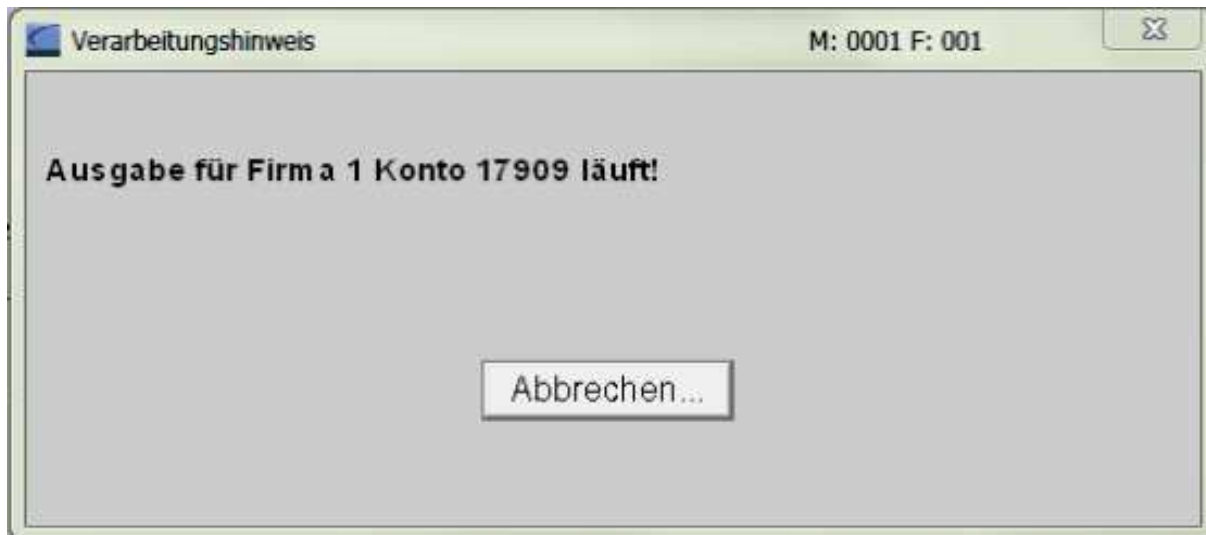 Verarbeitungshinweis M: 0001 F: 001
Ausgabe für Firma 1 Konto 17909 läuft!
Abbrechen...